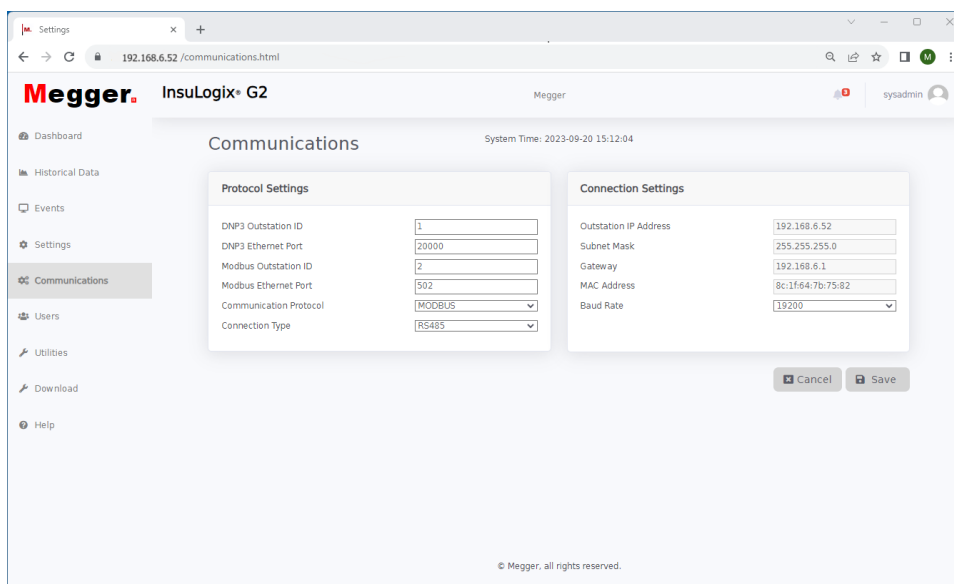 M. Settings
192.168.6.52 /communications.html
M
Megger.
InsuLogix® G2
Megger
3
sysadmin
Dashboard
Historical Data
Events
Settings
Communications
Users
Utilities
Download
Help
Communications
System Time: 2023-09-20 15:12:04
Protocol Settings
DNP3 Outstation ID 1
DNP3 Ethernet Port 20000
Modbus Outstation ID 2
Modbus Ethernet Port 502
Communication Protocol MODBUS
Connection Type RS485
Connection Settings
Outstation IP Address 192.168.6.52
Subnet Mask 255.255.255.0
Gateway 192.168.6.1
MAC Address 8c:1f:64:7b:75:82
Baud Rate 19200
Cancel
Save
© Megger, all rights reserved.